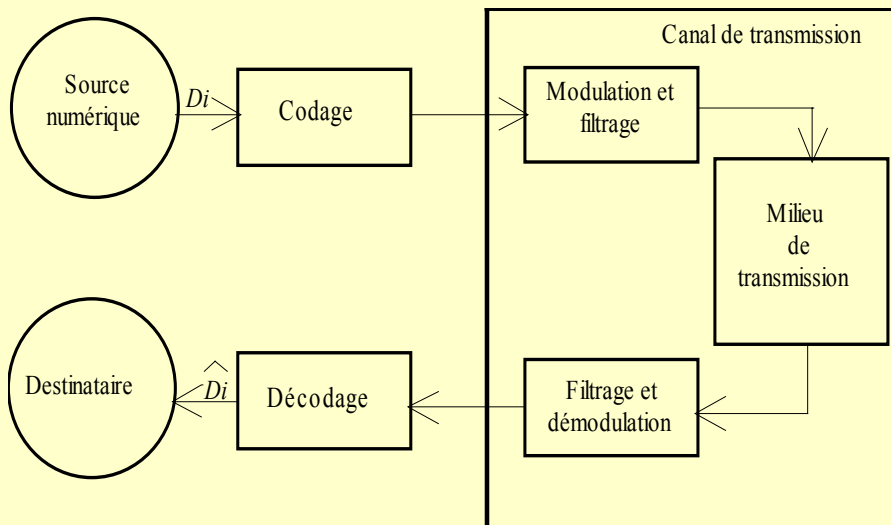 Canal de transmission
Source
numérique
Di
Codage
Modulation et
filtrage
Milieu
de
transmission
Destinataire
D̂i
Décodage
Filtrage et
démodulation